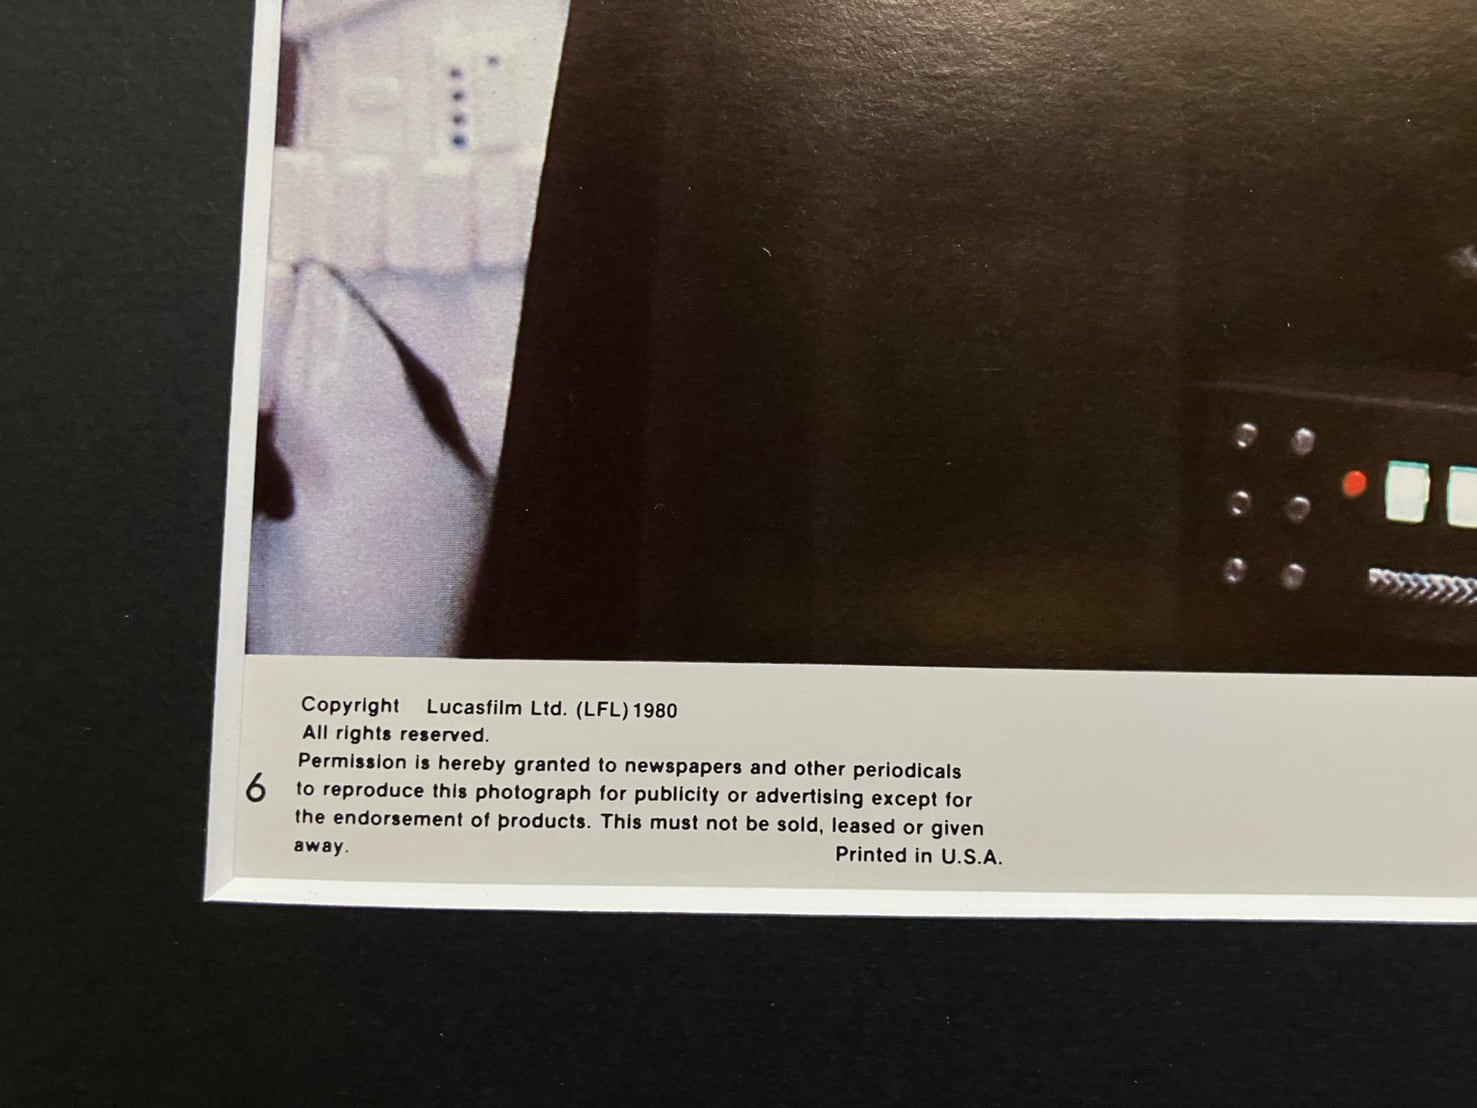 Copyright Lucasfilm Ltd. (LFL) 1980
All rights reserved.
Permission is hereby granted to newspapers and other periodicals
6 to reproduce this photograph for publicity or advertising except for
the endorsement of products. This must not be sold, leased or given
away. Printed in U.S.A.